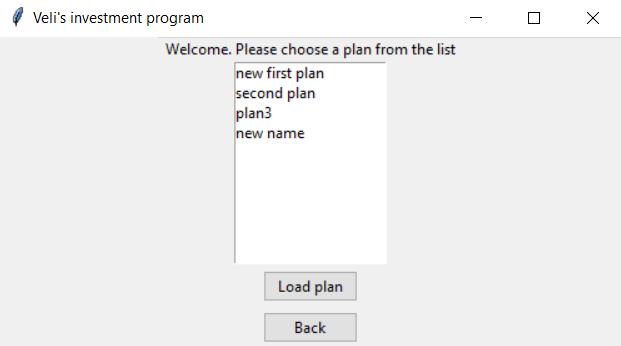 Veli's investment program
Welcome. Please choose a plan from the list
new first plan
second plan
plan3
new name
Load plan
Back